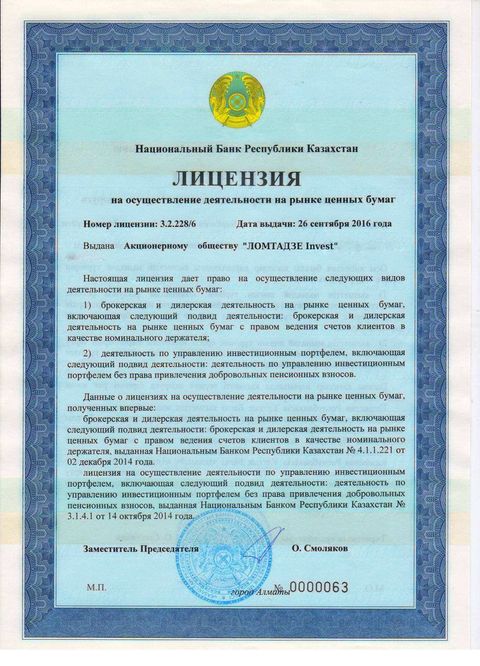 Национальный Банк Республики Казахстан
ЛИЦЕНЗИЯ
на осуществление деятельности на рынке ценных бумаг
Номер лицензии: 3.2.228/6 Дата выдачи: 26 сентября 2016 года
Выдана Акционерному обществу "ЛОМТАДЗЕ Invest"
Настоящая лицензия дает право на осуществление следующих видов
деятельности на рынке ценных бумаг:
1) брокерская и дилерская деятельность на рынке ценных бумаг,
включающая следующий подвид деятельности: брокерская и дилерская
деятельность на рынке ценных бумаг с правом ведения счетов клиентов
в качестве номинального держателя;
2) деятельность по управлению инвестиционным портфелем, включающая
следующий подвид деятельности: деятельность по управлению инвестиционным
портфелем без права привлечения добровольных пенсионных взносов.
Данные о лицензиях на осуществление деятельности на рынке ценных бумаг,
полученных впервые:
брокерская и дилерская деятельность на рынке ценных бумаг, включающая
следующий подвид деятельности: брокерская и дилерская деятельность на рынке
ценных бумаг с правом ведения счетов клиентов в качестве номинального
держателя, выданная Национальным Банком Республики Казахстан № 4.1.1.221 от
02 декабря 2014 года.
лицензия на осуществление деятельности по управлению инвестиционным
портфелем, включающая следующий подвид деятельности: деятельность по
управлению инвестиционным портфелем без права привлечения добровольных
пенсионных взносов, выданная Национальным Банком Республики Казахстан №
3.1.4.1 от 14 октября 2014 года.
Заместитель Председателя О. Смоляков
М.П. № 0000063
город Алматы